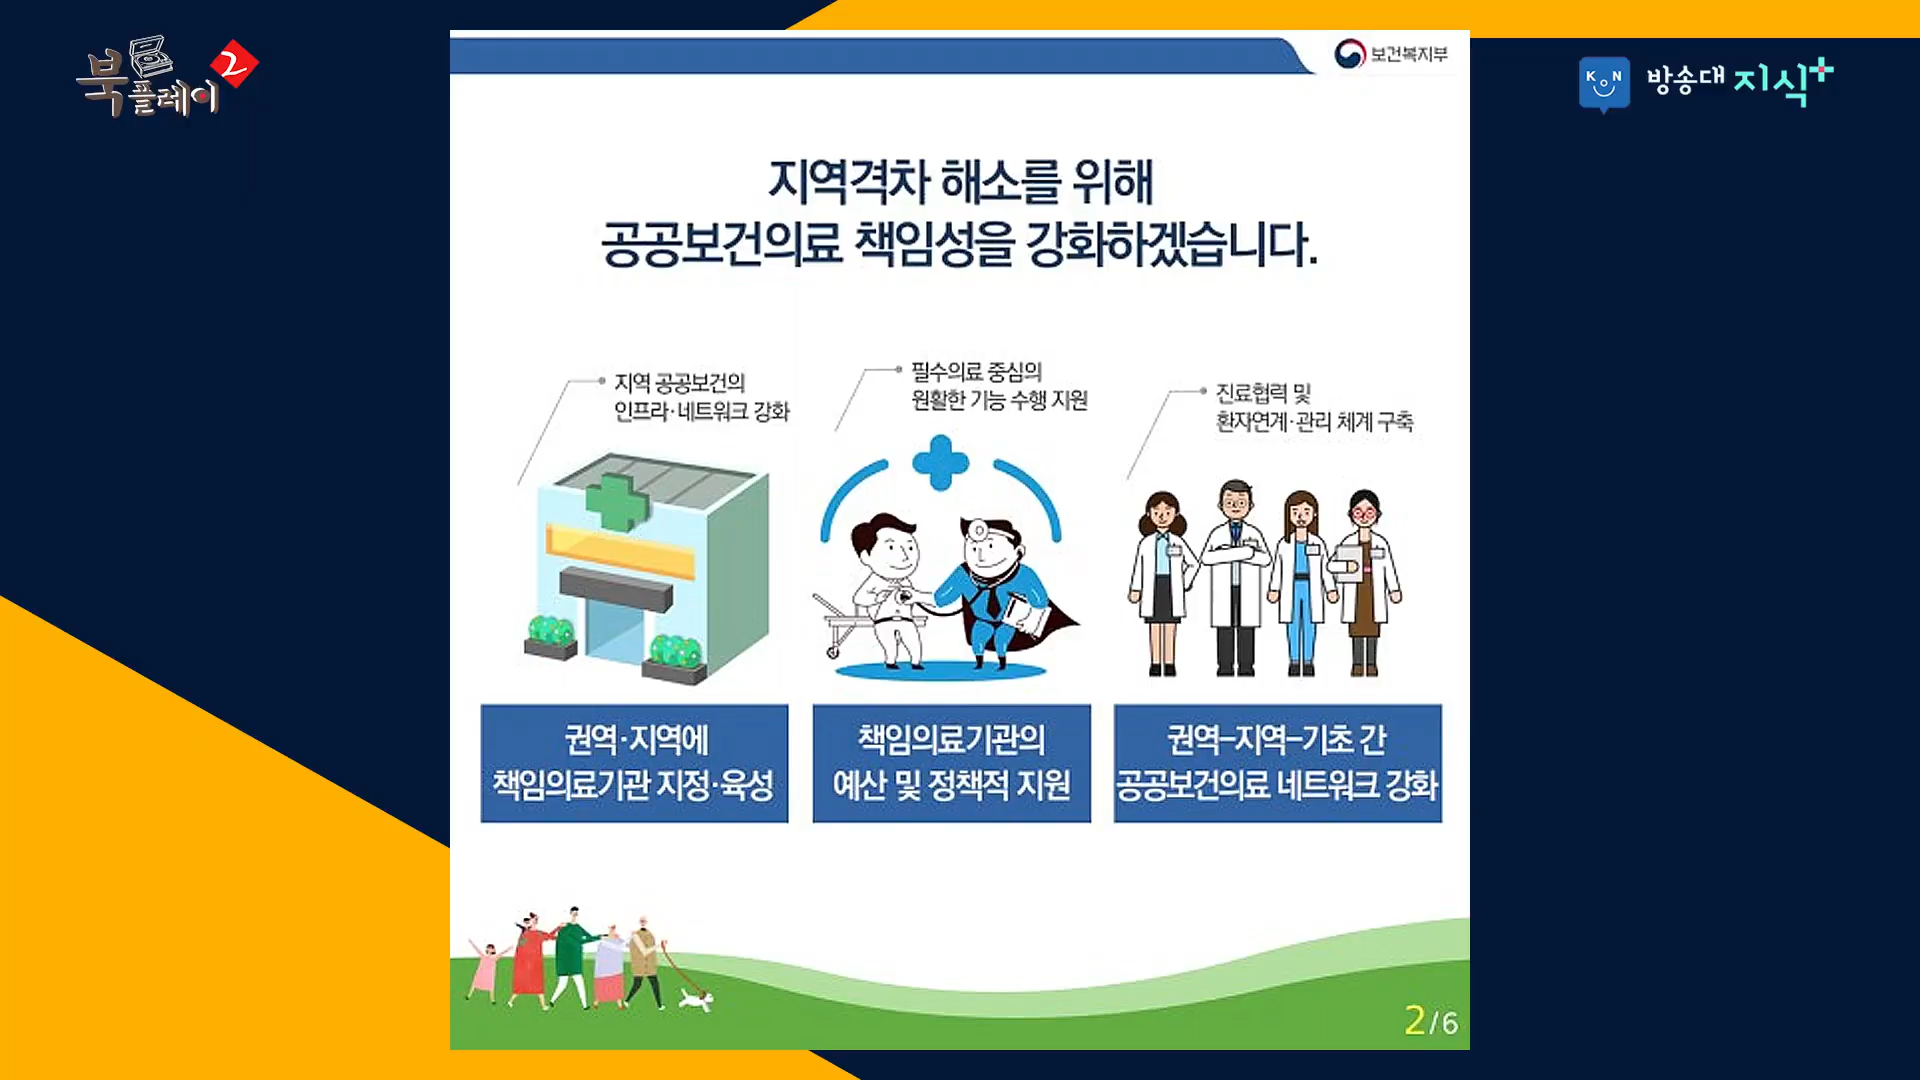 북플레이 2
보건복지부
KON
방송대 지식+
지역격차 해소를 위해
공공보건의료 책임성을 강화하겠습니다.
지역 공공보건의
인프라·네트워크 강화
필수의료 중심의
원활한 기능 수행 지원
진료협력 및
환자연계·관리 체계 구축
권역·지역에
책임의료기관 지정·육성
책임의료기관의
예산 및 정책적 지원
권역-지역-기초 간
공공보건의료 네트워크 강화
2/6